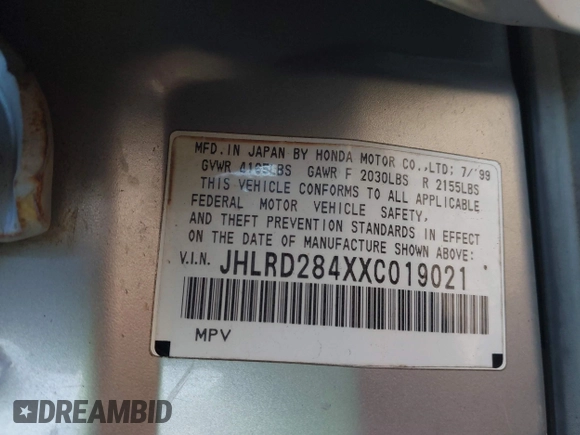 MFD. IN JAPAN BY HONDA MOTOR CO.,LTD; 7/'99
GVWR 4185LBS GAWR F 2030LBS R 2155LBS
THIS VEHICLE CONFORMS TO ALL APPLICABLE
FEDERAL MOTOR VEHICLE SAFETY,
AND THEFT PREVENTION STANDARDS IN EFFECT
ON THE DATE OF MANUFACTURE SHOWN ABOVE:
V.I.N. JHLRD284XXC019021
MPV
DREAMBID